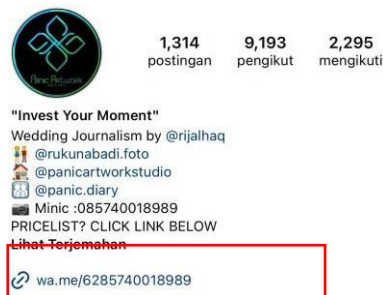 Panic Artwork
1,314 9,193 2,295
postingan pengikut mengikuti
"Invest Your Moment"
Wedding Journalism by @rijalhaq
@rukunabadi.foto
@panicartworkstudio
@panic.diary
Minic :085740018989
PRICELIST? CLICK LINK BELOW
Lihat Terjemahan
wa.me/6285740018989